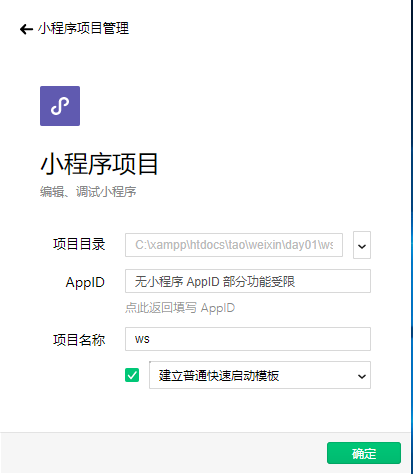 小程序项目管理
小程序项目
编辑、调试小程序
项目目录 C:\xampp\htdocs\tao\weixin\day01\ws
AppID 无小程序 AppID 部分功能受限
点此返回填写 AppID
项目名称 ws
建立普通快速启动模板
确定